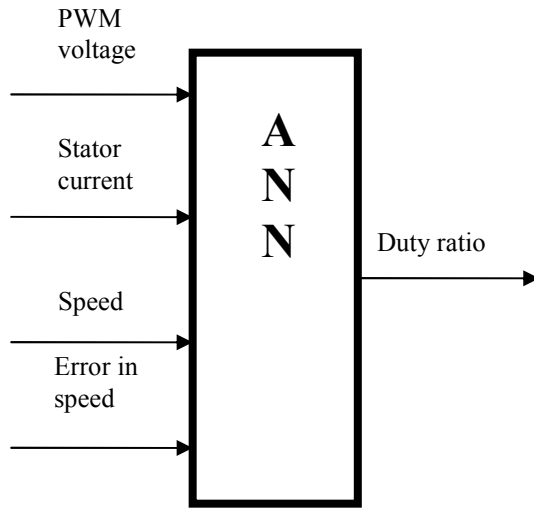 PWM
voltage
Stator
current
Speed
Error in
speed
A
N
N
Duty ratio